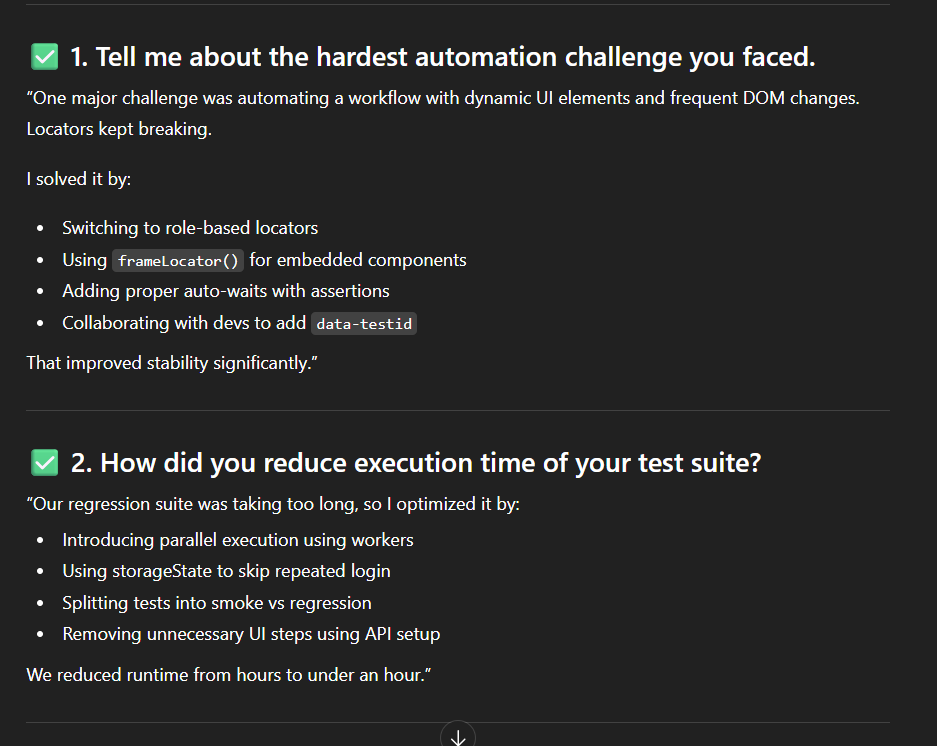 ✅ 1. Tell me about the hardest automation challenge you faced.
“One major challenge was automating a workflow with dynamic UI elements and frequent DOM changes.
Locators kept breaking.
I solved it by:
• Switching to role-based locators
• Using frameLocator() for embedded components
• Adding proper auto-waits with assertions
• Collaborating with devs to add data-testid
That improved stability significantly.”
✅ 2. How did you reduce execution time of your test suite?
“Our regression suite was taking too long, so I optimized it by:
• Introducing parallel execution using workers
• Using storageState to skip repeated login
• Splitting tests into smoke vs regression
• Removing unnecessary UI steps using API setup
We reduced runtime from hours to under an hour.”